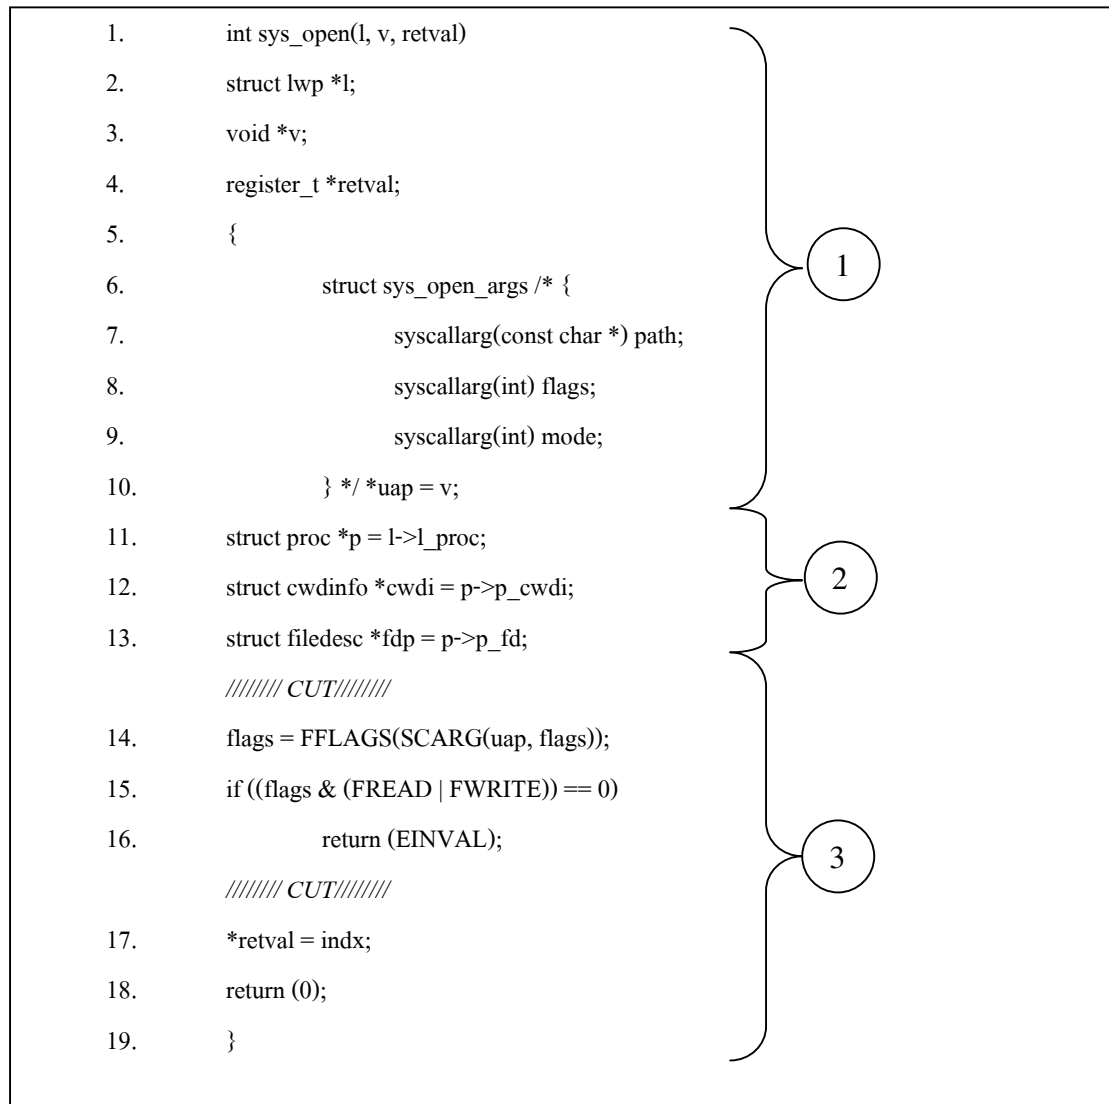 1. int sys_open(l, v, retval)
2. struct lwp *l;
3. void *v;
4. register_t *retval;
5. {
6. struct sys_open_args /* {
7. syscallarg(const char *) path;
8. syscallarg(int) flags;
9. syscallarg(int) mode;
10. } */ *uap = v;
11. struct proc *p = l->l_proc;
12. struct cwdinfo *cwdi = p->p_cwdi;
13. struct filedesc *fdp = p->p_fd;
//////// CUT////////
14. flags = FFLAGS(SCARG(uap, flags));
15. if ((flags & (FREAD | FWRITE)) == 0)
16. return (EINVAL);
//////// CUT////////
17. *retval = indx;
18. return (0);
19. }
1
2
3